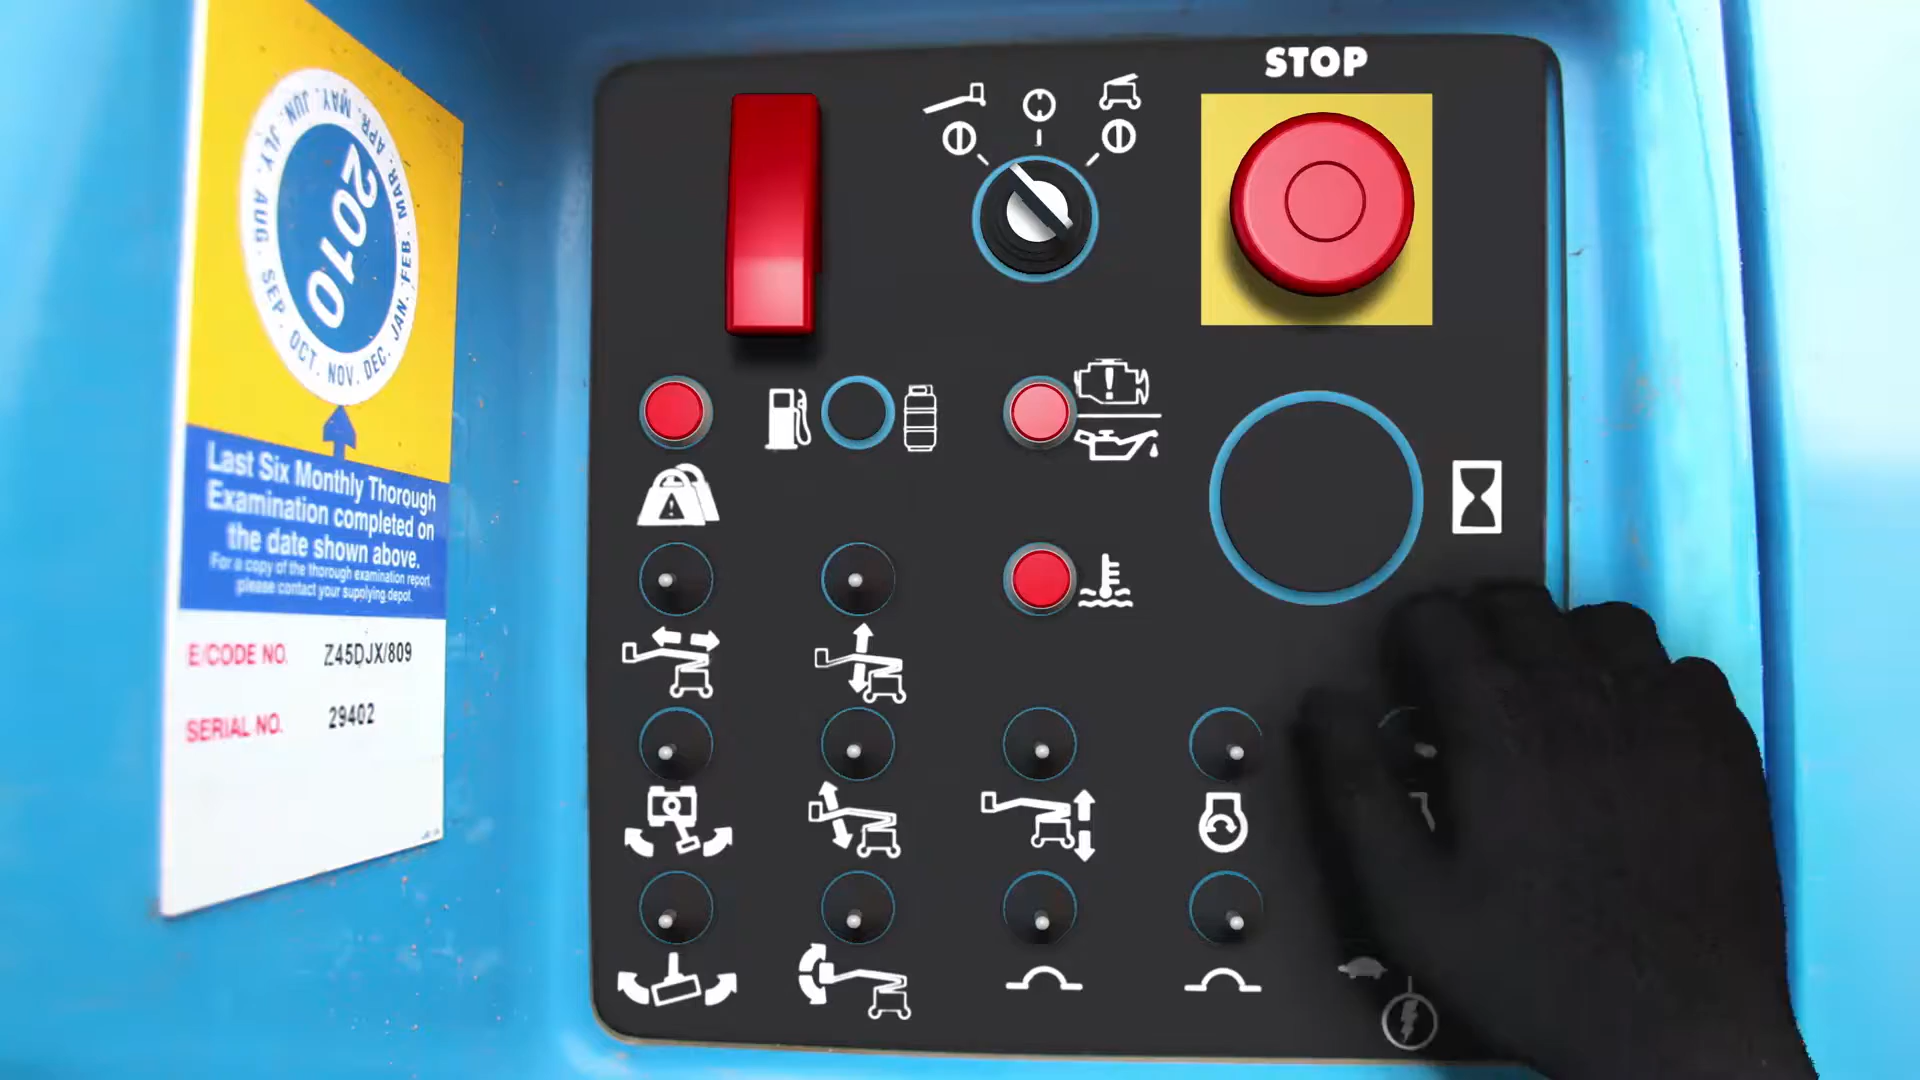 STOP
JAN. FEB. MAR. APR. MAY. JUN. JLY. AUG. SEP. OCT. NOV. DEC.
2010
Last Six Monthly Thorough
Examination completed on
the date shown above.
For a copy of the thorough examination report
please contact your supplying depot.
E/CODE NO. Z45DJX/809
SERIAL NO. 29402